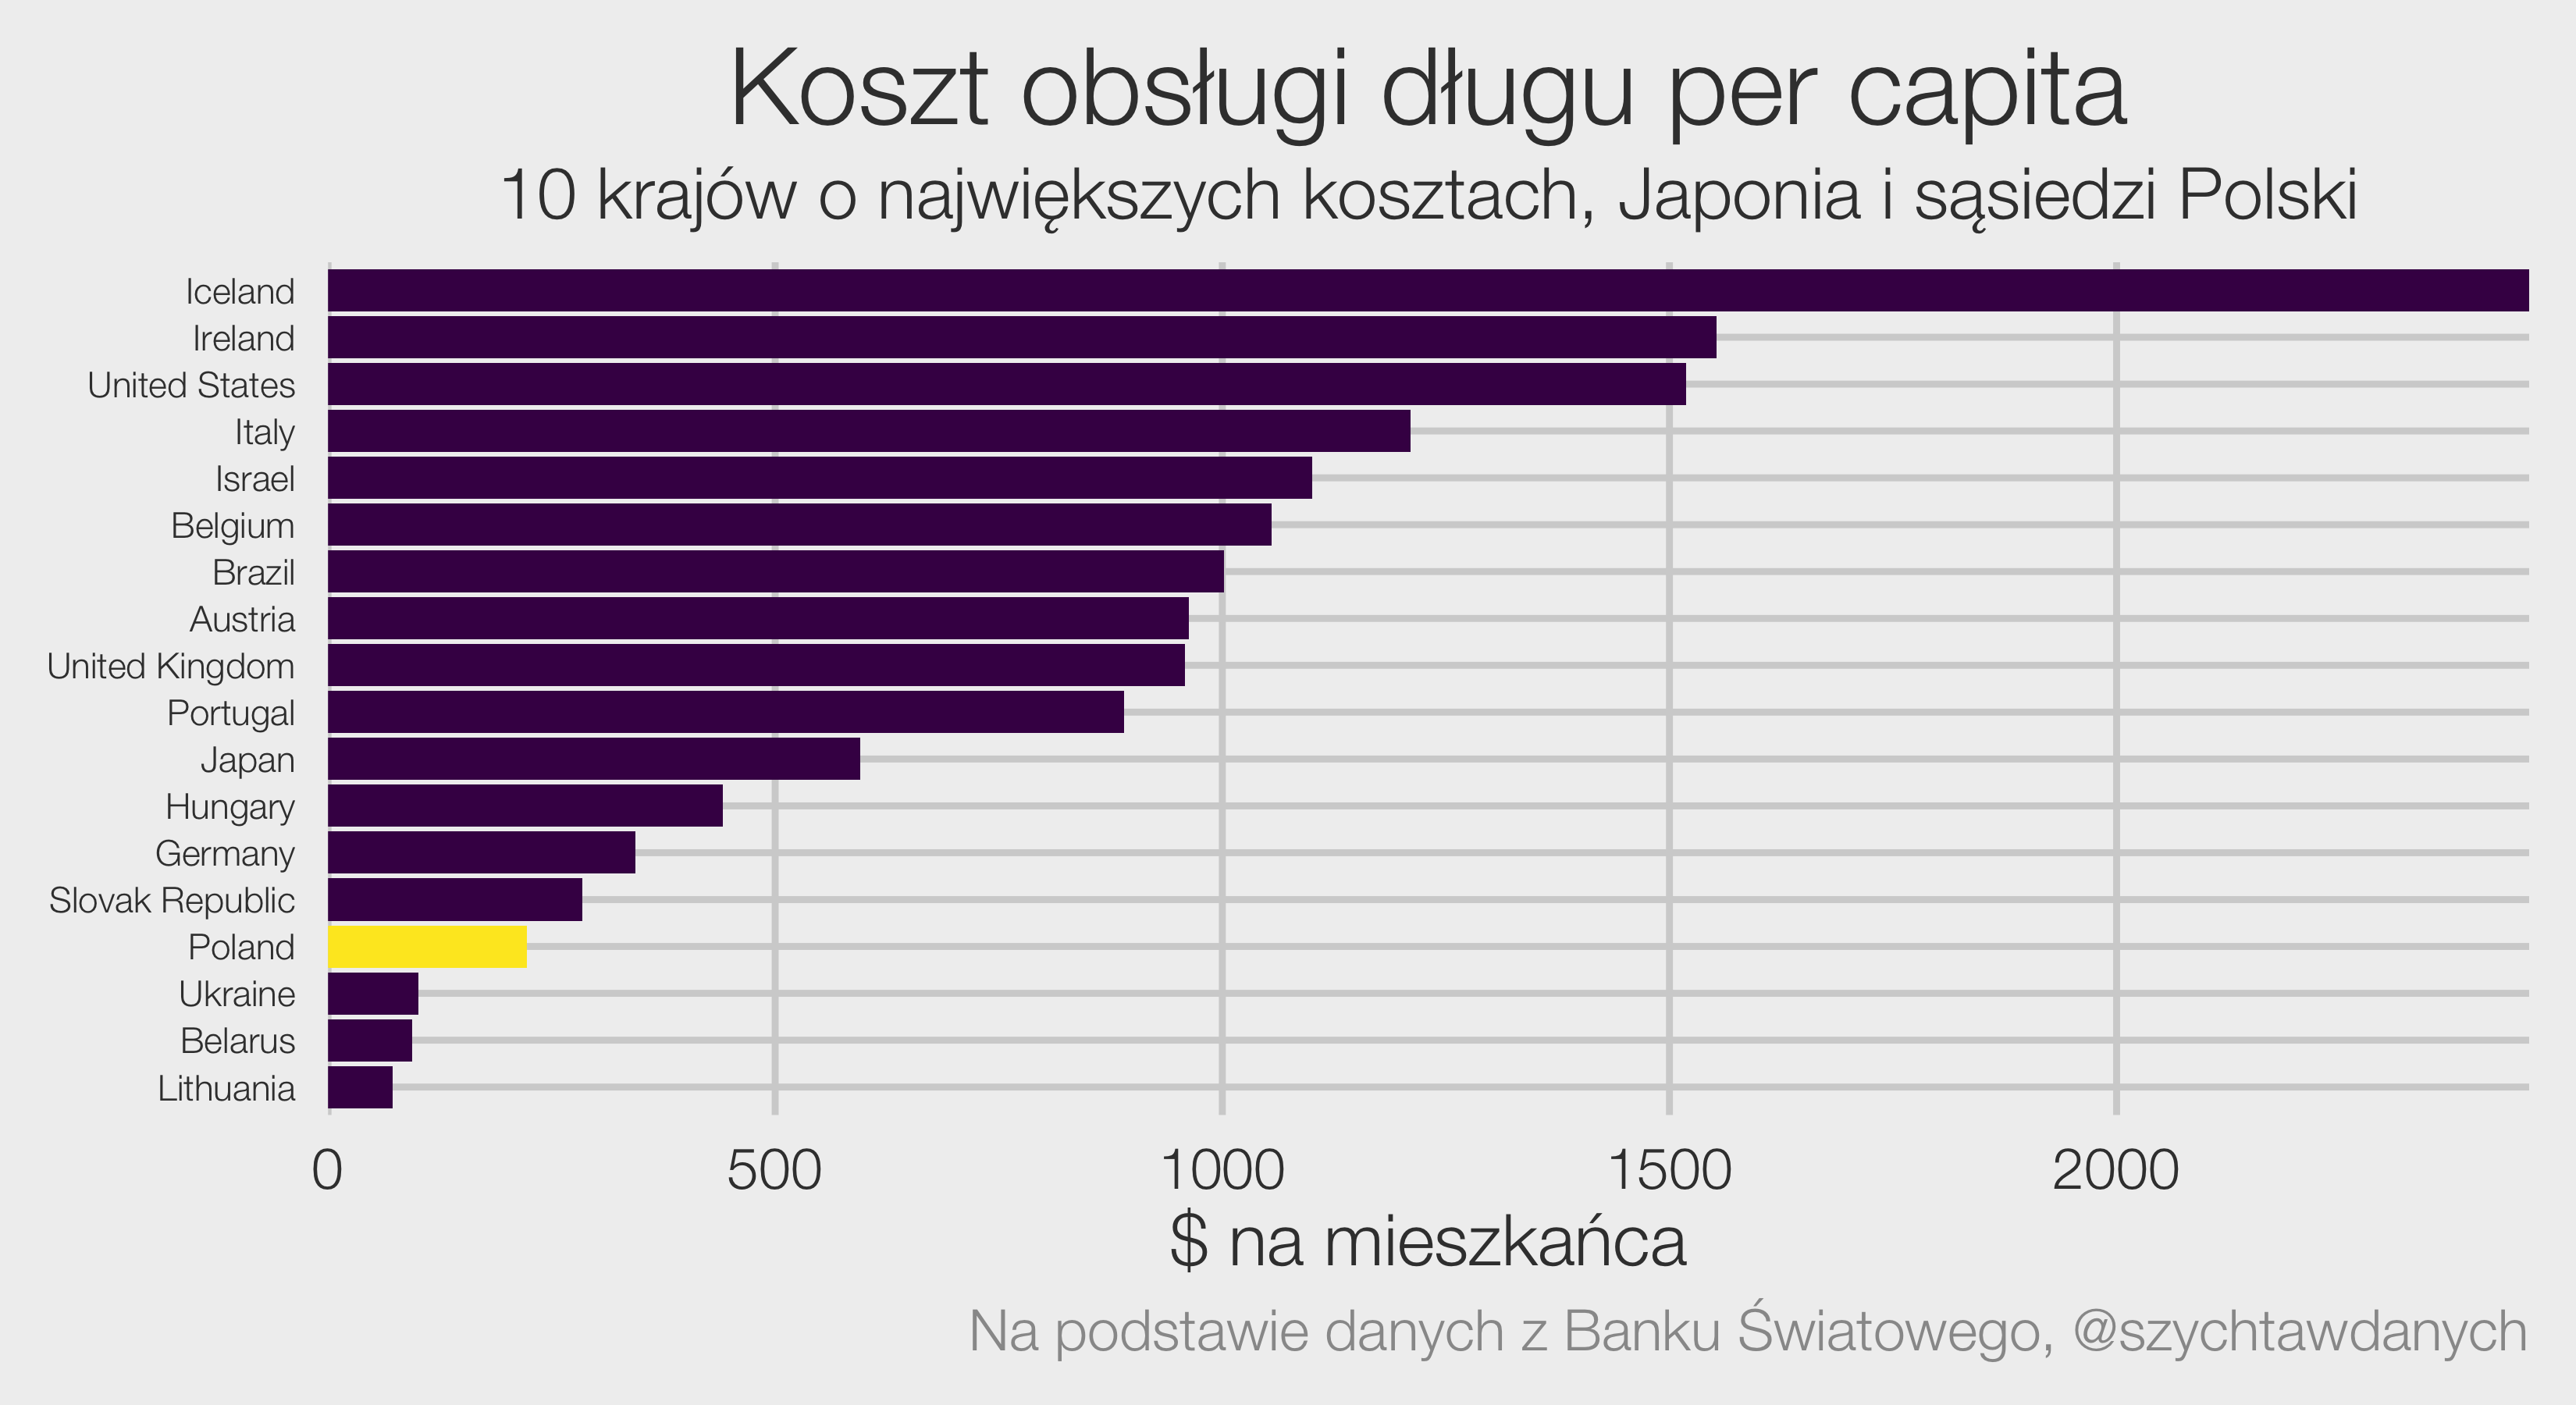 Koszt obsługi długu per capita
10 krajów o największych kosztach, Japonia i sąsiedzi Polski
Iceland
Ireland
United States
Italy
Israel
Belgium
Brazil
Austria
United Kingdom
Portugal
Japan
Hungary
Germany
Slovak Republic
Poland
Ukraine
Belarus
Lithuania
0 500 1000 1500 2000
$ na mieszkańca
Na podstawie danych z Banku Światowego, @szychtawdanych